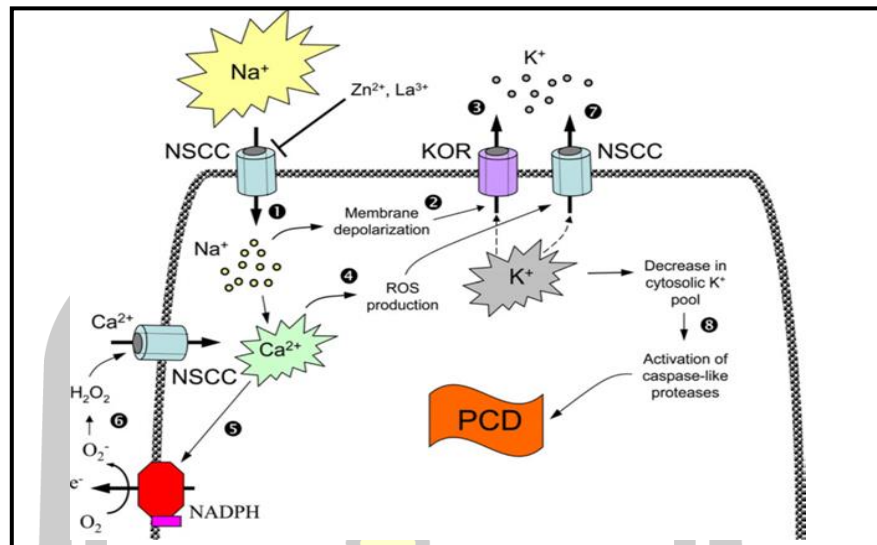 Na⁺
Zn²⁺, La³⁺
K⁺
❸
❼
NSCC
KOR
NSCC
❶
Na⁺
Membrane
depolarization
❷
❹
ROS
production
K⁺
Decrease in
cytosolic K⁺
pool
❽
Activation of
caspase-like
proteases
Ca²⁺
NSCC
Ca²⁺
H₂O₂
❻
❺
O₂⁻
e⁻
O₂
NADPH
PCD